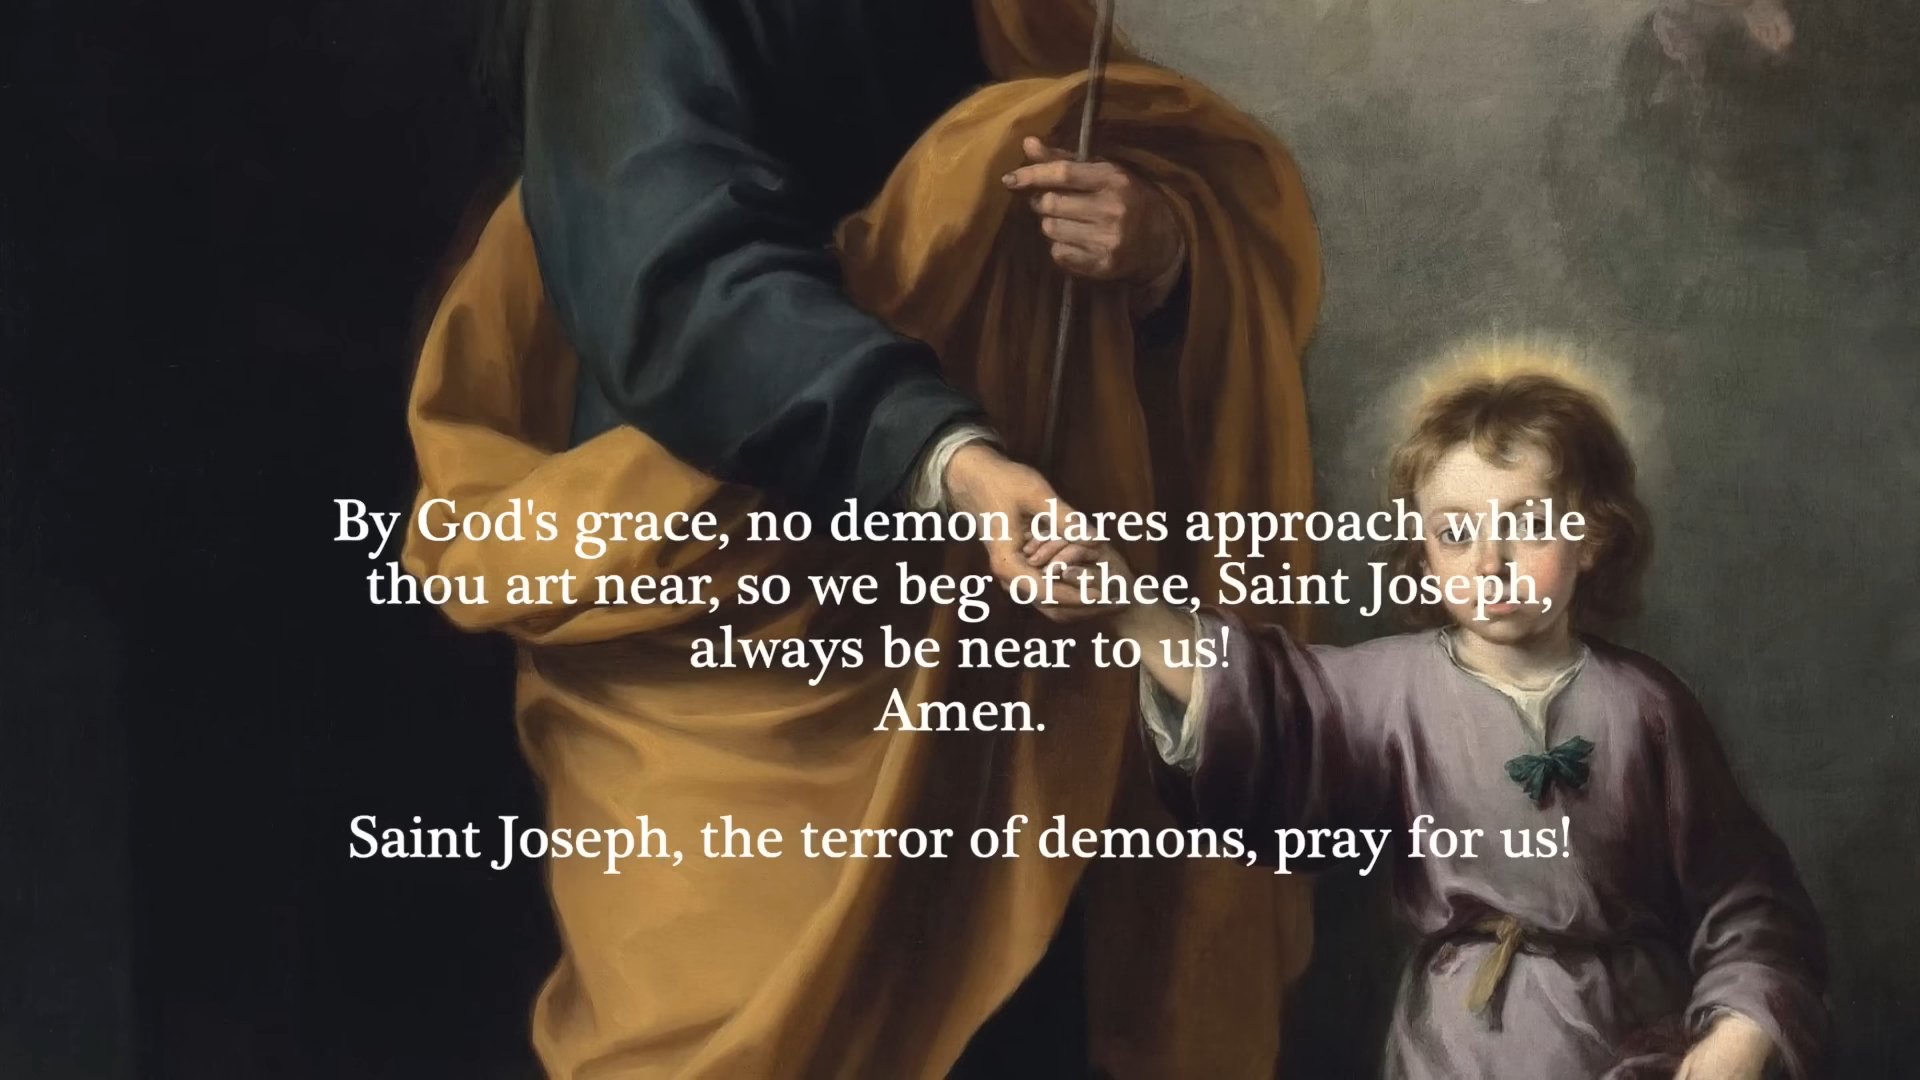 By God's grace, no demon dares approach while
thou art near, so we beg of thee, Saint Joseph,
always be near to us!
Amen.
Saint Joseph, the terror of demons, pray for us!